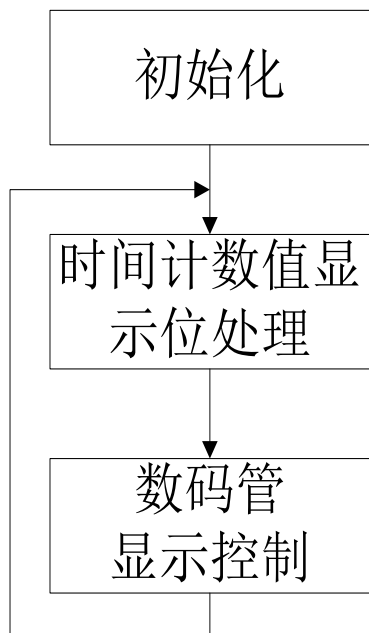 初始化
时间计数值显
示位处理
数码管
显示控制